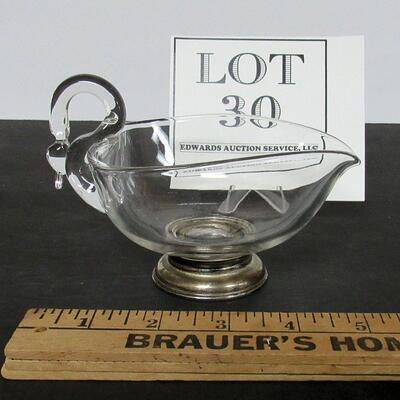 LOT
30
EDWARDS AUCTION SERVICE, LLC
1 2 3 4 5
BRAUER'S HOM